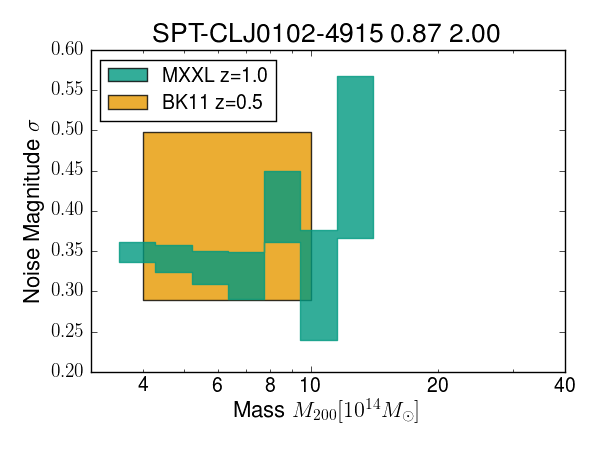 SPT-CLJ0102-4915 0.87 2.00
MXXL z=1.0
BK11 z=0.5
Noise Magnitude σ
0.60
0.55
0.50
0.45
0.40
0.35
0.30
0.25
0.20
4 6 8 10 20 40
Mass M₂₀₀[10¹⁴M⊙]